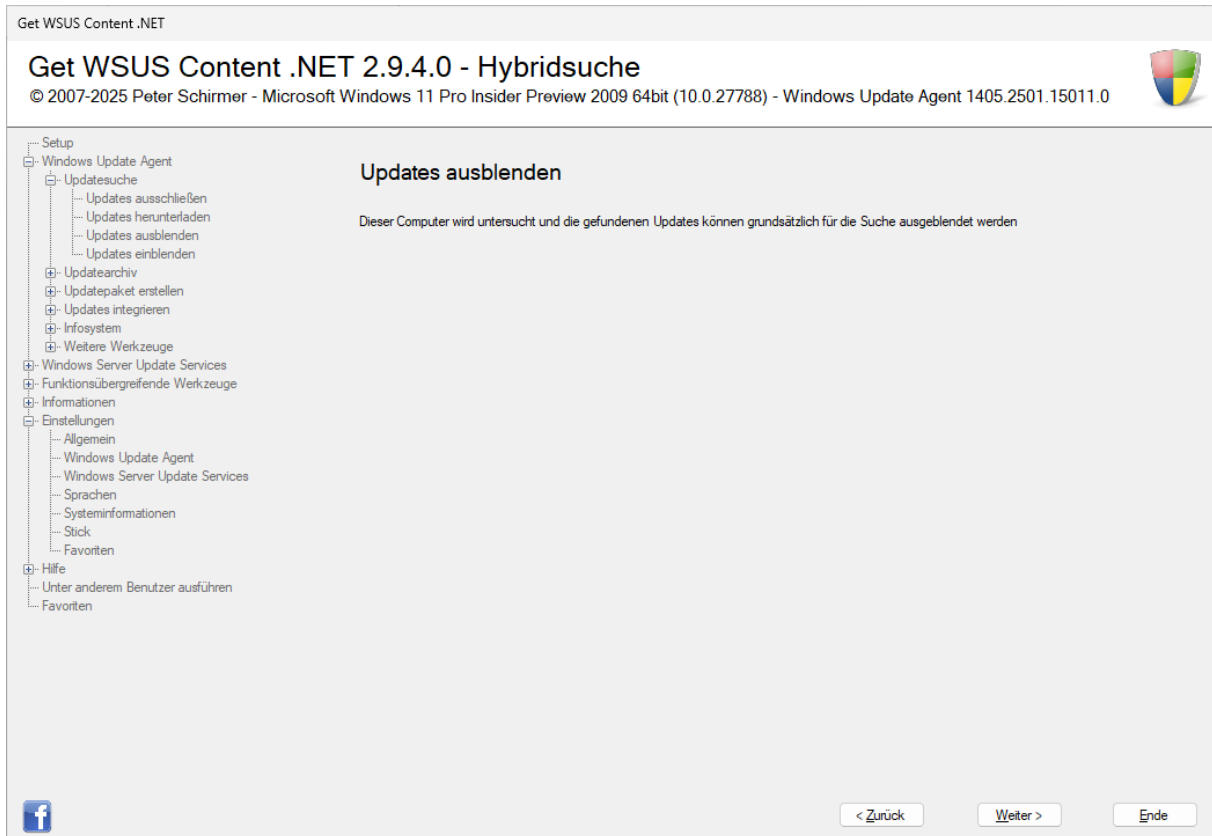 Get WSUS Content .NET
Get WSUS Content .NET 2.9.4.0 - Hybridsuche
© 2007-2025 Peter Schirmer - Microsoft Windows 11 Pro Insider Preview 2009 64bit (10.0.27788) - Windows Update Agent 1405.2501.15011.0
Setup
Windows Update Agent
Updatesuche
Updates ausschließen
Updates herunterladen
Updates ausblenden
Updates einblenden
Updatearchiv
Updatepaket erstellen
Updates integrieren
Infosystem
Weitere Werkzeuge
Windows Server Update Services
Funktionsübergreifende Werkzeuge
Informationen
Einstellungen
Allgemein
Windows Update Agent
Windows Server Update Services
Sprachen
Systeminformationen
Stick
Favoriten
Hilfe
Unter anderem Benutzer ausführen
Favoriten
Updates ausblenden
Dieser Computer wird untersucht und die gefundenen Updates können grundsätzlich für die Suche ausgeblendet werden
f
< Zurück
Weiter >
Ende